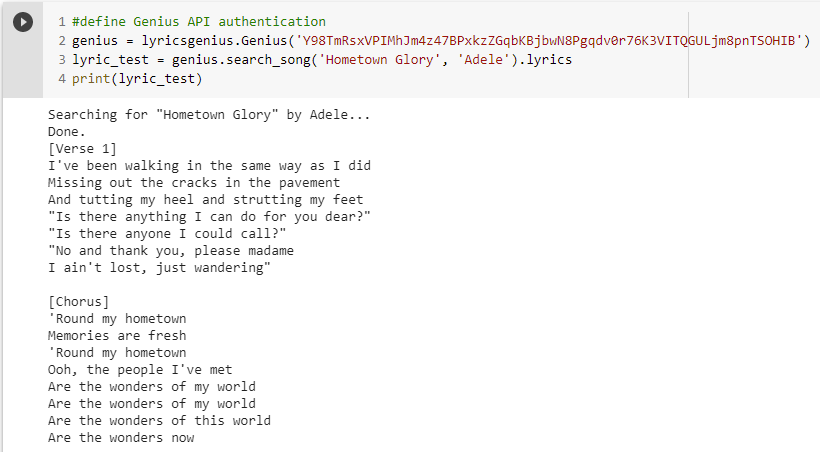 1 #define Genius API authentication
2 genius = lyricsgenius.Genius('Y98TmRsxVPIMhJm4z47BPxkzZGqbKBjbwN8Pgqdv0r76K3VITQGULjm8pnTSOHIB')
3 lyric_test = genius.search_song('Hometown Glory', 'Adele').lyrics
4 print(lyric_test)
Searching for "Hometown Glory" by Adele...
Done.
[Verse 1]
I've been walking in the same way as I did
Missing out the cracks in the pavement
And tutting my heel and strutting my feet
"Is there anything I can do for you dear?"
"Is there anyone I could call?"
"No and thank you, please madame
I ain't lost, just wandering"

[Chorus]
'Round my hometown
Memories are fresh
'Round my hometown
Ooh, the people I've met
Are the wonders of my world
Are the wonders of my world
Are the wonders of this world
Are the wonders now